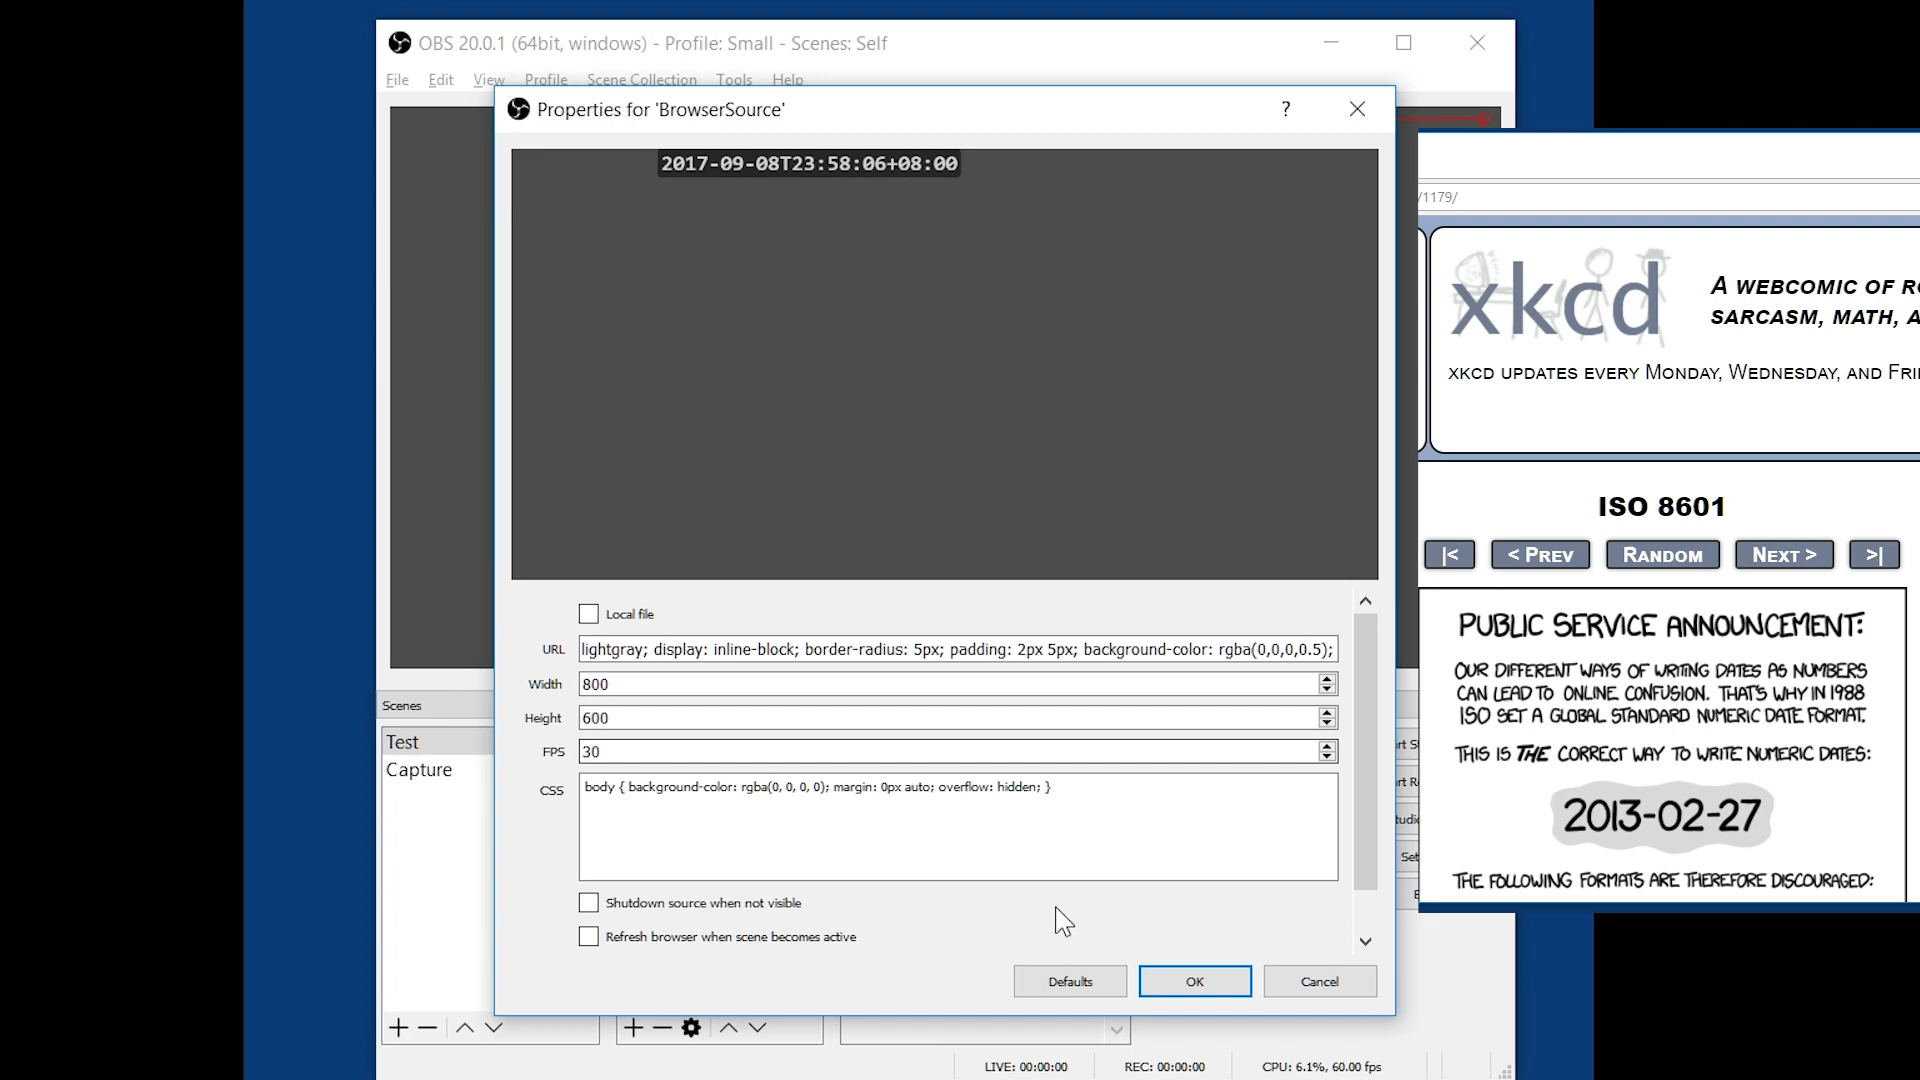 OBS 20.0.1 (64bit, windows) - Profile: Small - Scenes: Self
File Edit View Profile Scene Collection Tools Help
Properties for 'BrowserSource'
?
2017-09-08T23:58:06+08:00
Local file
URL lightgray; display: inline-block; border-radius: 5px; padding: 2px 5px; background-color: rgba(0,0,0,0.5);
Width 800
Height 600
FPS 30
CSS body { background-color: rgba(0, 0, 0, 0); margin: 0px auto; overflow: hidden; }
Shutdown source when not visible
Refresh browser when scene becomes active
Defaults OK Cancel
Scenes
Test
Capture
LIVE: 00:00:00 REC: 00:00:00 CPU: 6.1%, 60.00 fps
/1179/
xkcd
A WEBCOMIC OF
SARCASM, MATH,
XKCD UPDATES EVERY MONDAY, WEDNESDAY, AND
ISO 8601
|< < PREV RANDOM NEXT > >|
PUBLIC SERVICE ANNOUNCEMENT:
OUR DIFFERENT WAYS OF WRITING DATES AS NUMBERS
CAN LEAD TO ONLINE CONFUSION. THAT'S WHY IN 1988
ISO SET A GLOBAL STANDARD NUMERIC DATE FORMAT.
THIS IS THE CORRECT WAY TO WRITE NUMERIC DATES:
2013-02-27
THE FOLLOWING FORMATS ARE THEREFORE DISCOURAGED: